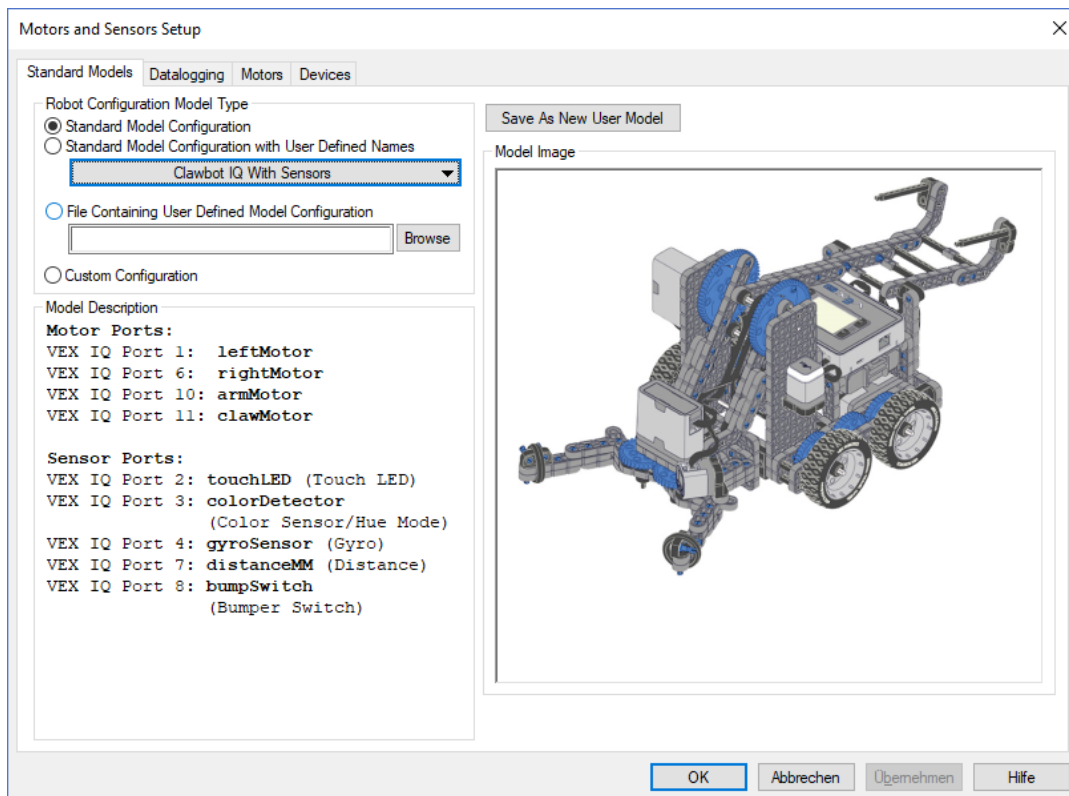 Motors and Sensors Setup
Standard Models
Datalogging
Motors
Devices
Robot Configuration Model Type
Standard Model Configuration
Standard Model Configuration with User Defined Names
Clawbot IQ With Sensors
File Containing User Defined Model Configuration
Browse
Custom Configuration
Model Description
Motor Ports:
VEX IQ Port 1: leftMotor
VEX IQ Port 6: rightMotor
VEX IQ Port 10: armMotor
VEX IQ Port 11: clawMotor
Sensor Ports:
VEX IQ Port 2: touchLED (Touch LED)
VEX IQ Port 3: colorDetector
(Color Sensor/Hue Mode)
VEX IQ Port 4: gyroSensor (Gyro)
VEX IQ Port 7: distanceMM (Distance)
VEX IQ Port 8: bumpSwitch
(Bumper Switch)
Save As New User Model
Model Image
OK
Abbrechen
Übernehmen
Hilfe